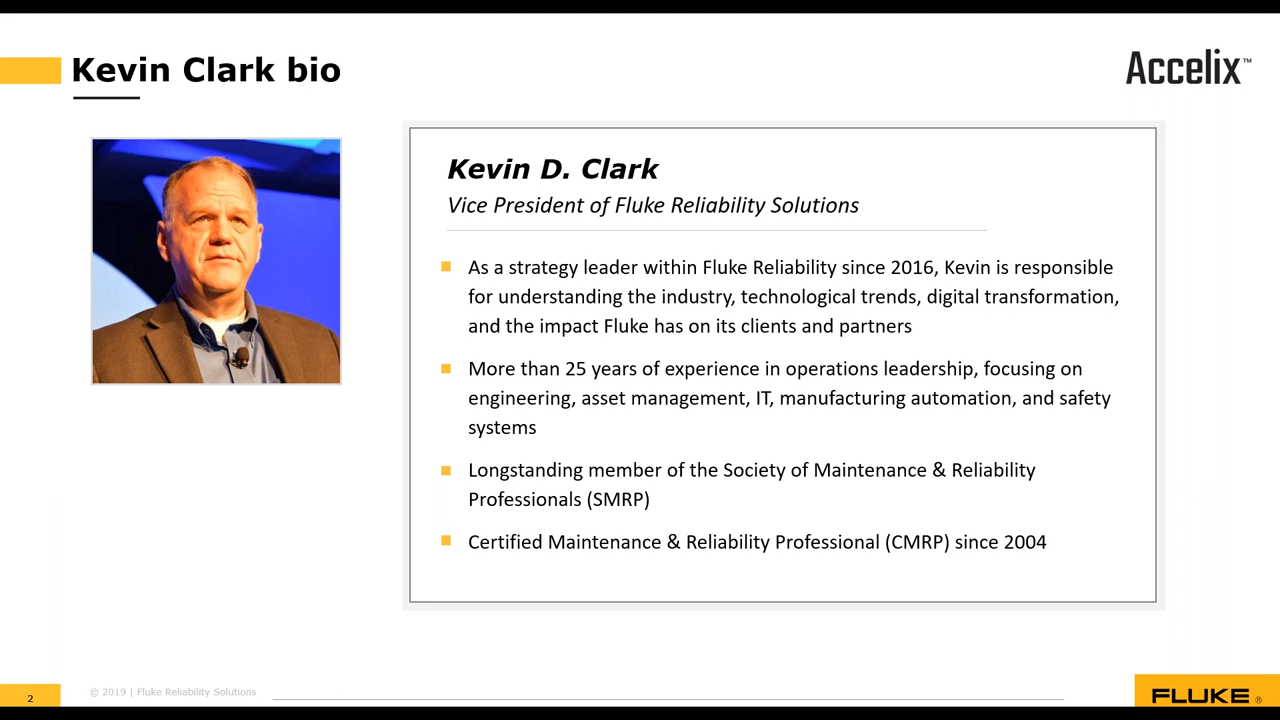 Kevin Clark bio
Accelix™
Kevin D. Clark
Vice President of Fluke Reliability Solutions
As a strategy leader within Fluke Reliability since 2016, Kevin is responsible
for understanding the industry, technological trends, digital transformation,
and the impact Fluke has on its clients and partners
More than 25 years of experience in operations leadership, focusing on
engineering, asset management, IT, manufacturing automation, and safety
systems
Longstanding member of the Society of Maintenance & Reliability
Professionals (SMRP)
Certified Maintenance & Reliability Professional (CMRP) since 2004
2
© 2019 | Fluke Reliability Solutions
FLUKE®